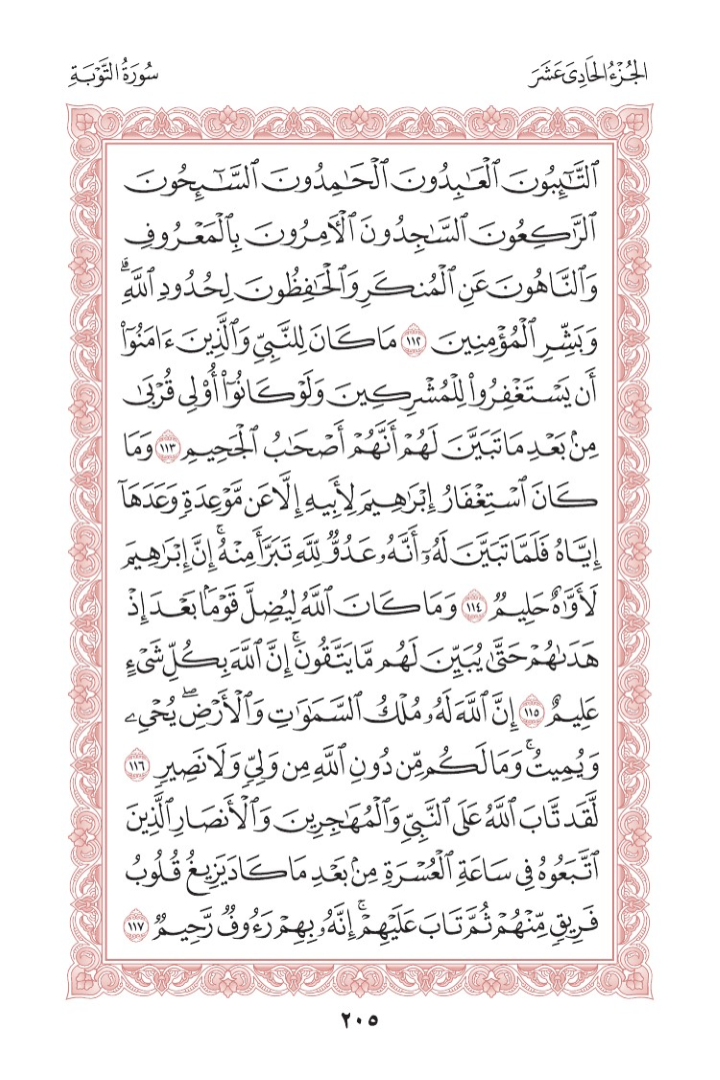 الجُزْءُ الحَادِى عَشَرَ
سُورَةُ التَّوْبَةِ
ٱلتَّٰٓئِبُونَ ٱلْعَٰبِدُونَ ٱلْحَٰمِدُونَ ٱلسَّٰٓئِحُونَ
ٱلرَّٰكِعُونَ ٱلسَّٰجِدُونَ ٱلْءَامِرُونَ بِٱلْمَعْرُوفِ
وَٱلنَّاهُونَ عَنِ ٱلْمُنكَرِ وَٱلْحَٰفِظُونَ لِحُدُودِ ٱللَّهِۗ
وَبَشِّرِ ٱلْمُؤْمِنِينَ ١١٢ مَا كَانَ لِلنَّبِىِّ وَٱلَّذِينَ ءَامَنُوٓا۟
أَن يَسْتَغْفِرُوا۟ لِلْمُشْرِكِينَ وَلَوْ كَانُوٓا۟ أُو۟لِى قُرْبَىٰ
مِنۢ بَعْدِ مَا تَبَيَّنَ لَهُمْ أَنَّهُمْ أَصْحَٰبُ ٱلْجَحِيمِ ١١٣ وَمَا
كَانَ ٱسْتِغْفَارُ إِبْرَٰهِيمَ لِأَبِيهِ إِلَّا عَن مَّوْعِدَةٍ وَعَدَهَآ
إِيَّاهُ فَلَمَّا تَبَيَّنَ لَهُۥٓ أَنَّهُۥ عَدُوٌّ لِّلَّهِ تَبَرَّأَ مِنْهُۚ إِنَّ إِبْرَٰهِيمَ
لَأَوَّٰهٌ حَلِيمٌ ١١٤ وَمَا كَانَ ٱللَّهُ لِيُضِلَّ قَوْمًۢا بَعْدَ إِذْ
هَدَىٰهُمْ حَتَّىٰ يُبَيِّنَ لَهُم مَّا يَتَّقُونَۚ إِنَّ ٱللَّهَ بِكُلِّ شَىْءٍ
عَلِيمٌ ١١٥ إِنَّ ٱللَّهَ لَهُۥ مُلْكُ ٱلسَّمَٰوَٰتِ وَٱلْأَرْضِۖ يُحْىِۦ
وَيُمِيتُۚ وَمَا لَكُم مِّن دُونِ ٱللَّهِ مِن وَلِىٍّ وَلَا نَصِيرٍ ١١٦
لَّقَد تَّابَ ٱللَّهُ عَلَى ٱلنَّبِىِّ وَٱلْمُهَٰجِرِينَ وَٱلْأَنصَارِ ٱلَّذِينَ
ٱتَّبَعُوهُ فِى سَاعَةِ ٱلْعُسْرَةِ مِنۢ بَعْدِ مَا كَادَ يَزِيغُ قُلُوبُ
فَرِيقٍ مِّنْهُمْ ثُمَّ تَابَ عَلَيْهِمْۚ إِنَّهُۥ بِهِمْ رَءُوفٌ رَّحِيمٌ ١١٧
٢٠٥